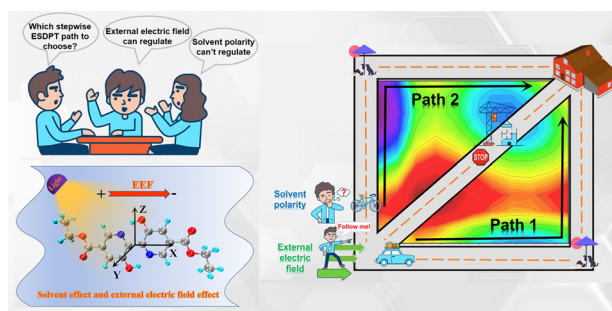 Which stepwise
ESDPT path to
choose?
External electric field
can regulate
Solvent polarity
can't regulate
Light
EEF
+
-
Z
X
Y
Solvent effect and external electric field effect
Path 2
STOP
Path 1
Solvent
polarity
?
Follow me!
External
electric
field